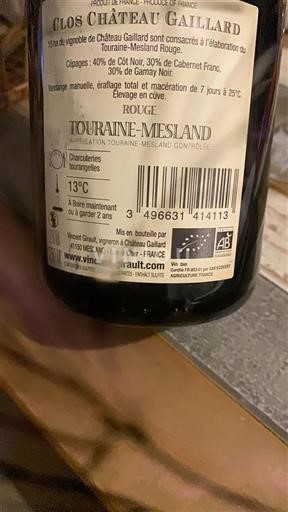 PRODUIT DE FRANCE - PRODUCE OF FRANCE
CLOS CHÂTEAU GAILLARD
ha du vignoble de Château Gaillard sont consacrés à l'élaboration du
Touraine-Mesland Rouge.
Cépages : 40% de Côt Noir, 30% de Cabernet Franc,
30% de Gamay Noir.
Vendange manuelle, éraflage total et macération de 7 jours à 25°C.
Élevage en cuve.
ROUGE
TOURAINE-MESLAND
APPELLATION TOURAINE-MESLAND CONTRÔLÉE
Charcuteries
tourangelles
13°C
À Boire maintenant
ou à garder 2 ans
3 496631 414113
Mis en bouteille par
Vincent Girault, vigneron à Château Gaillard
41150 Cher - FRANCE
www.vincentgirault.com
AB
Vin bio
Certifié FR-BIO-01 par SAS ECOCERT
AGRICULTURE FRANCE